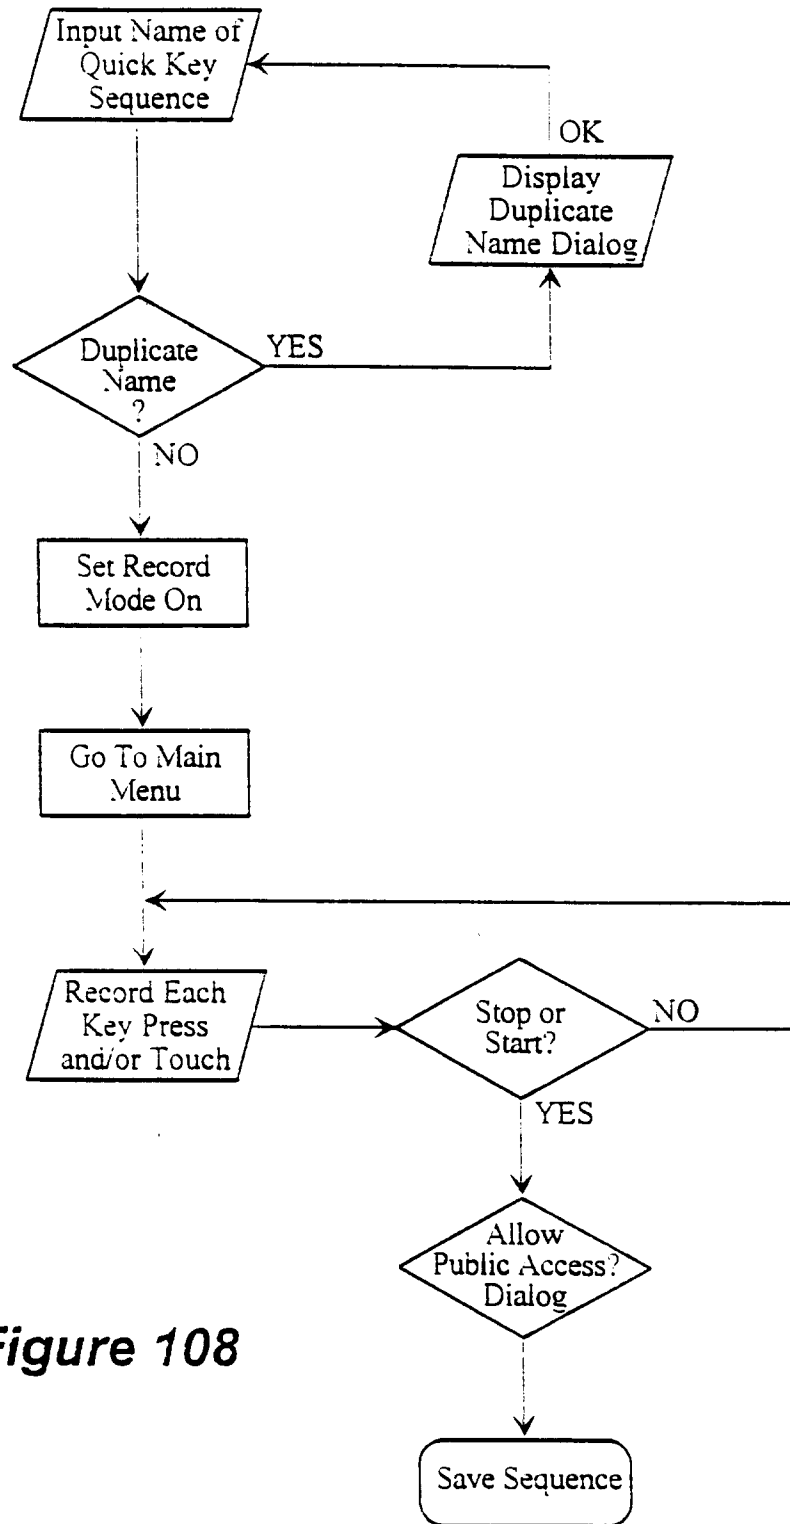 Input Name of
Quick Key
Sequence
OK
Display
Duplicate
Name Dialog
Duplicate
Name
?
YES
NO
Set Record
Mode On
Go To Main
Menu
Record Each
Key Press
and/or Touch
Stop or
Start?
NO
YES
Allow
Public Access?
Dialog
Figure 108
Save Sequence